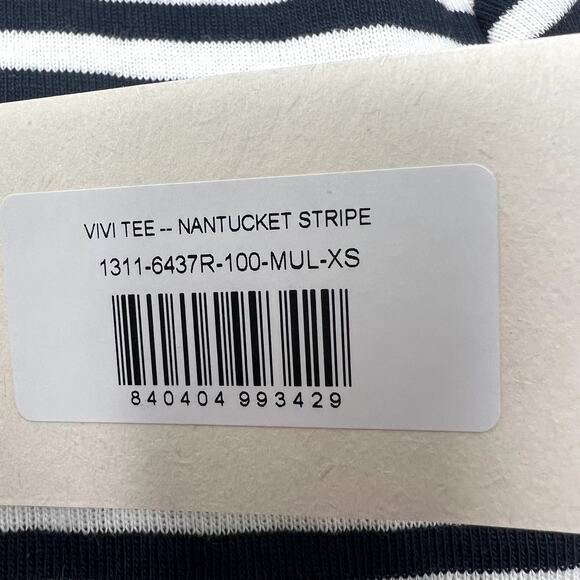 VIVI TEE -- NANTUCKET STRIPE
1311-6437R-100-MUL-XS
840404 993429